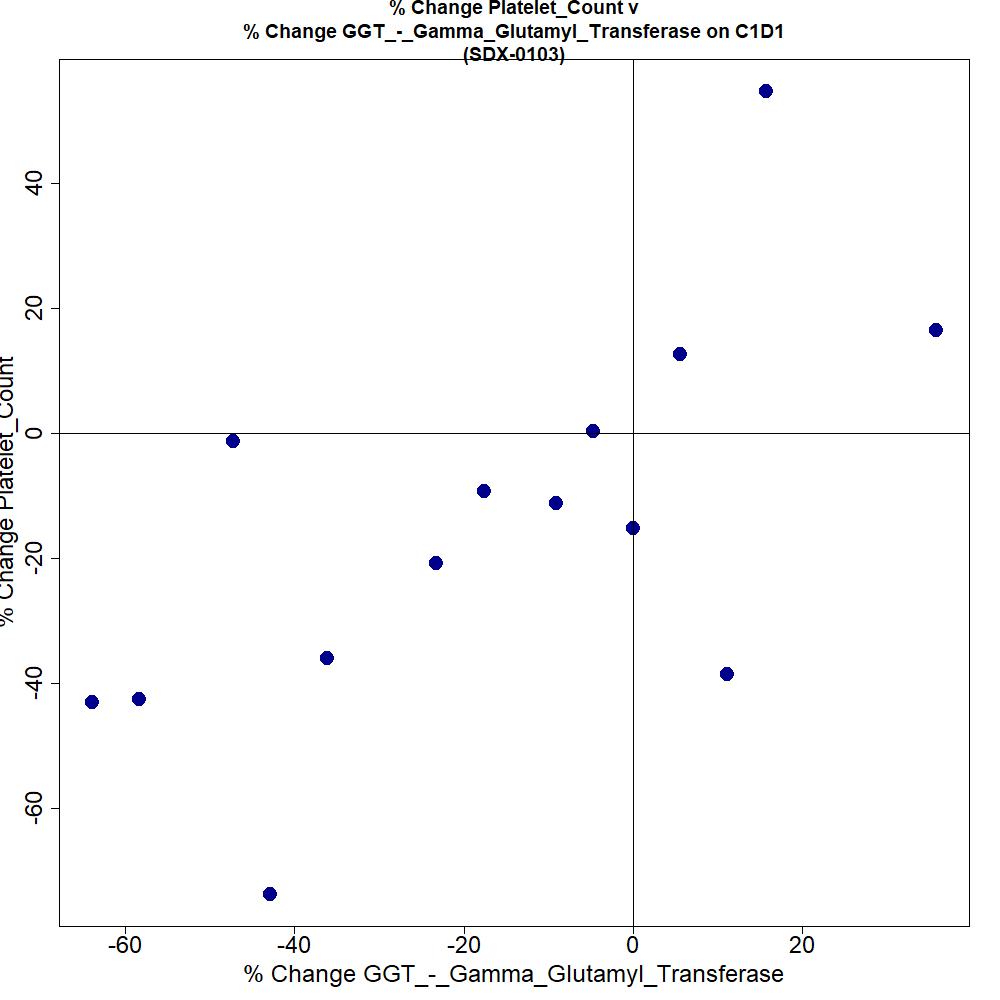 % Change Platelet_Count v
% Change GGT_-_Gamma_Glutamyl_Transferase on C1D1
(SDX-0103)
40
20
0
-20
-40
-60
% Change Platelet_Count
-60
-40
-20
0
20
% Change GGT_-_Gamma_Glutamyl_Transferase